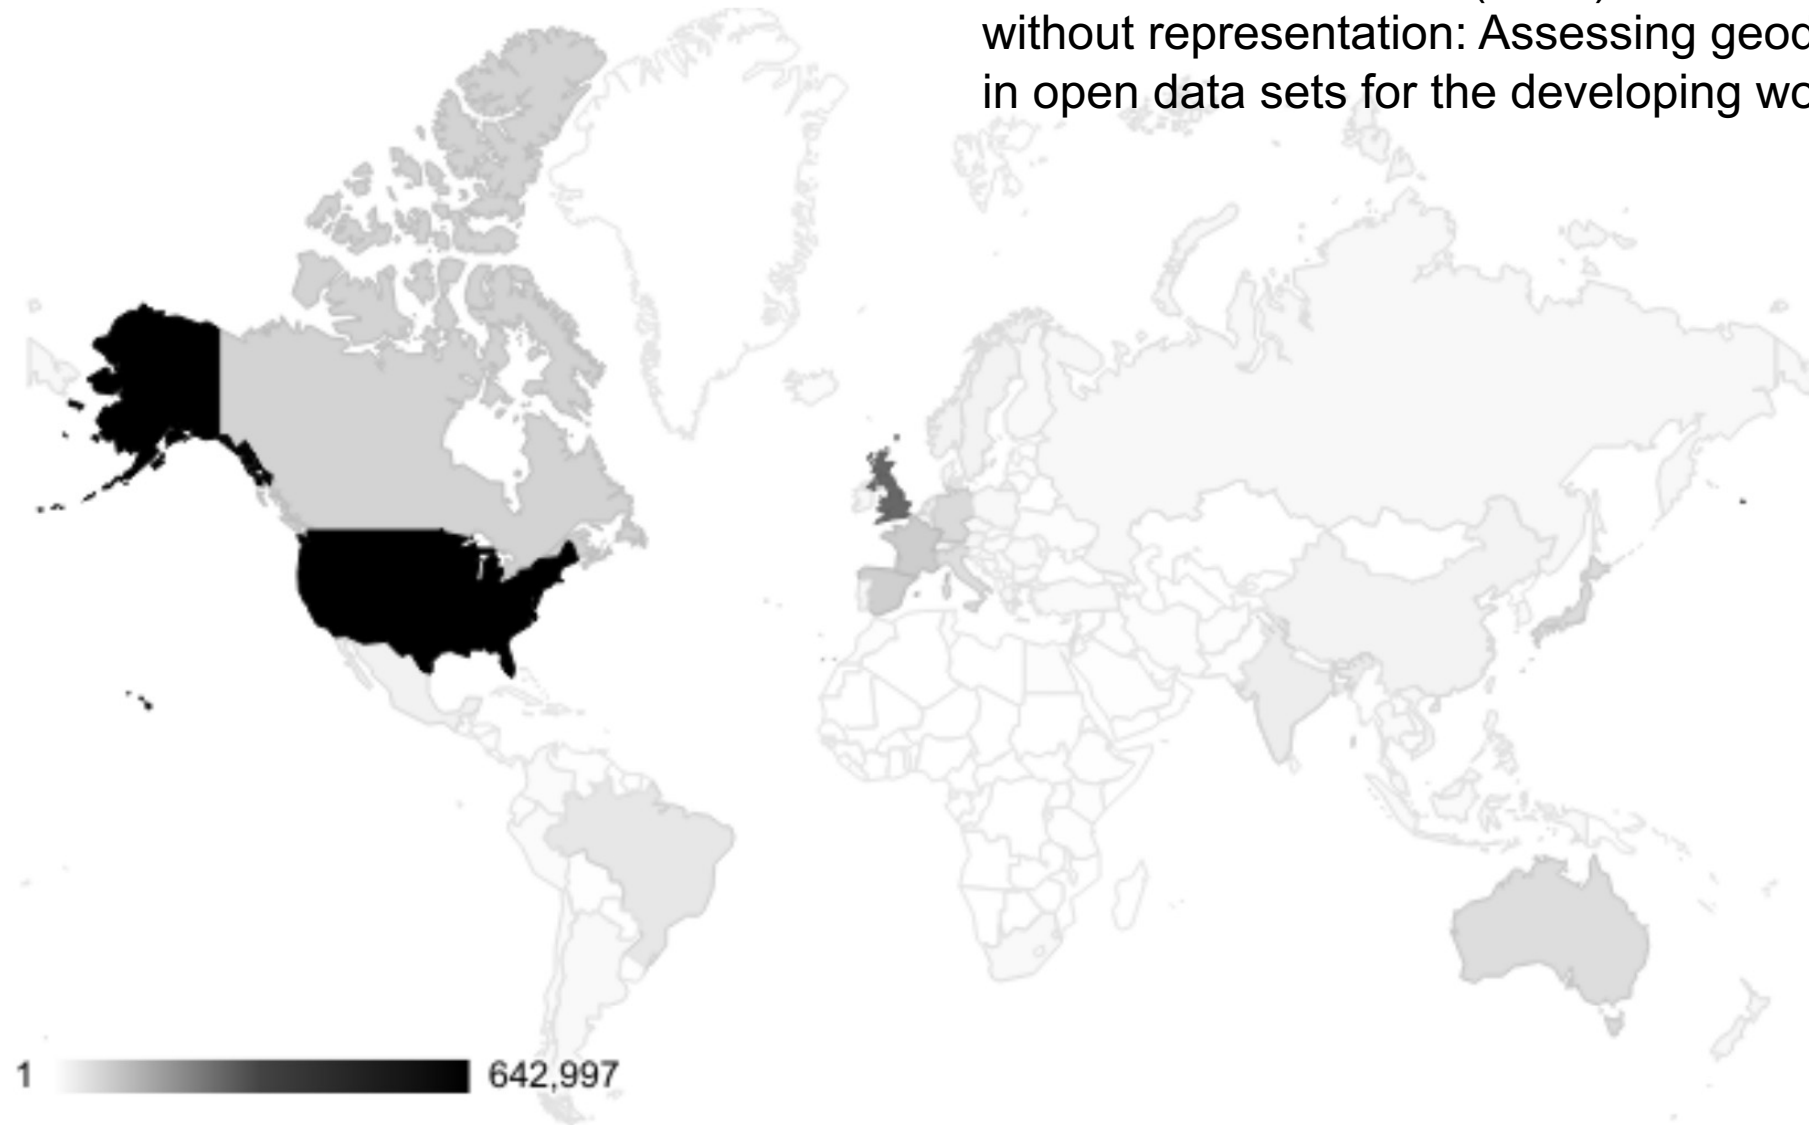 without representation: Assessing geod
in open data sets for the developing wo
1
642,997